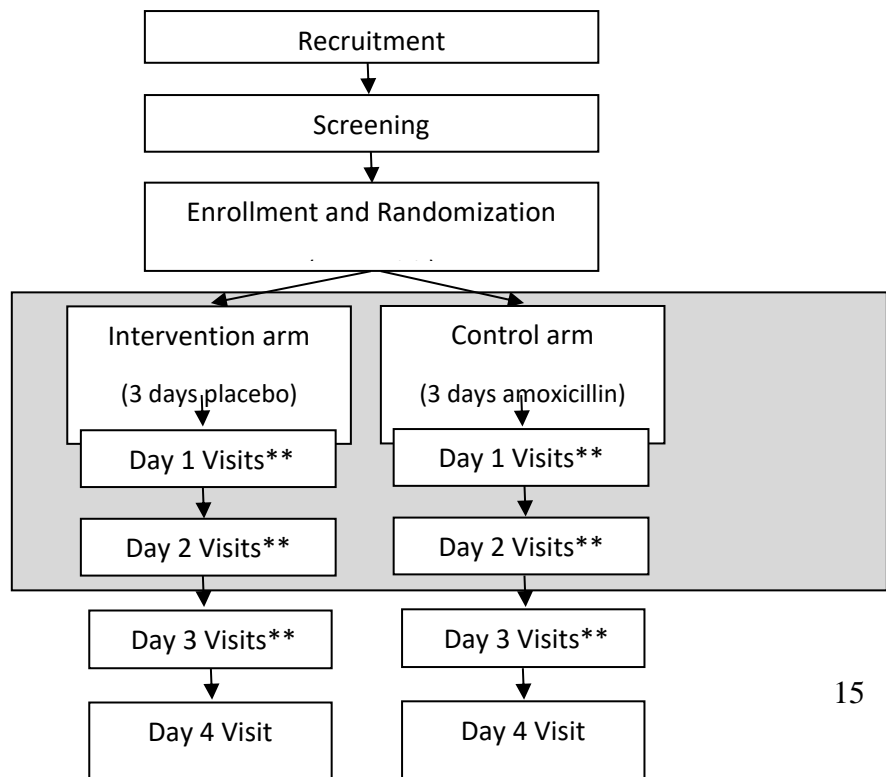 Recruitment
Screening
Enrollment and Randomization
Intervention arm
(3 days placebo)
Control arm
(3 days amoxicillin)
Day 1 Visits**
Day 1 Visits**
Day 2 Visits**
Day 2 Visits**
Day 3 Visits**
Day 3 Visits**
Day 4 Visit
Day 4 Visit
15